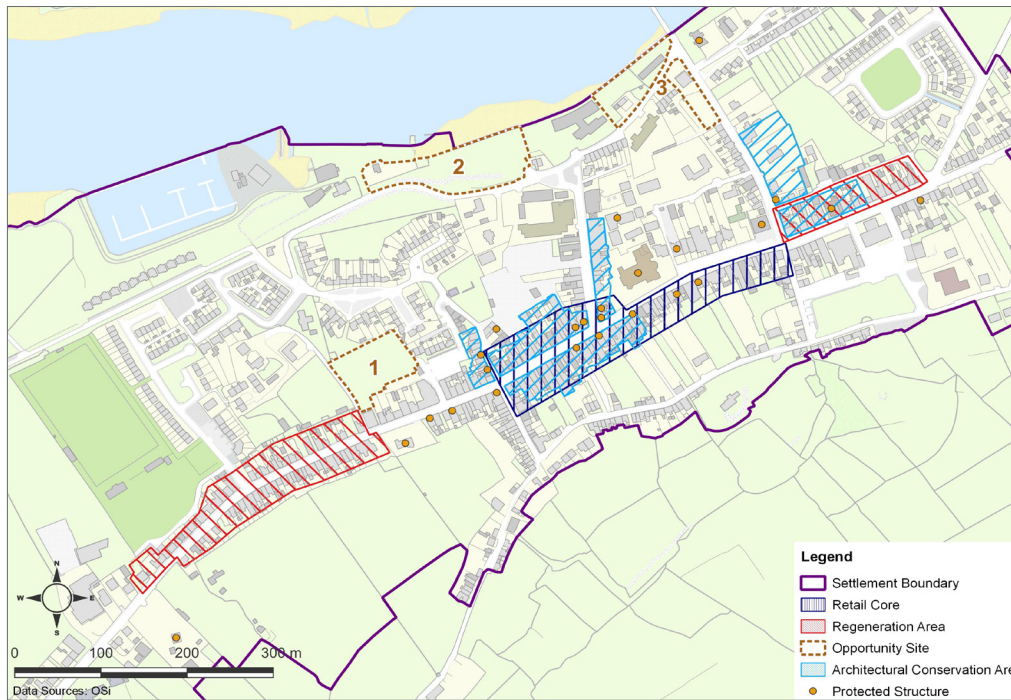 3
2
1
N
W
E
S
0
100
200
300 m
Data Sources: OSi
Legend
Settlement Boundary
Retail Core
Regeneration Area
Opportunity Site
Architectural Conservation Area
Protected Structure